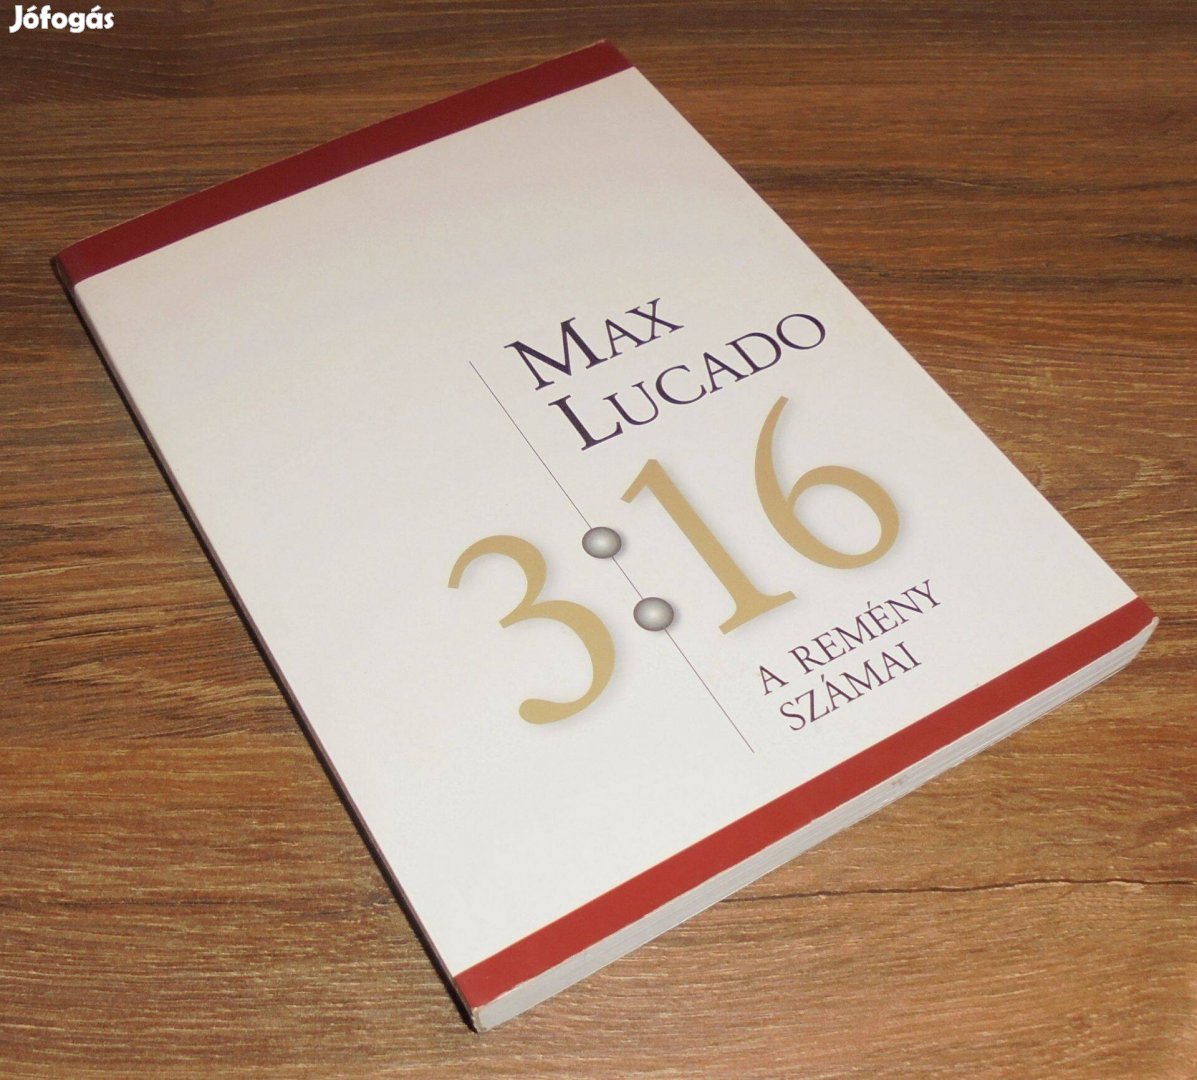 Jófogás
MAX
LUCADO
3:16
A REMÉNY
SZÁMAI